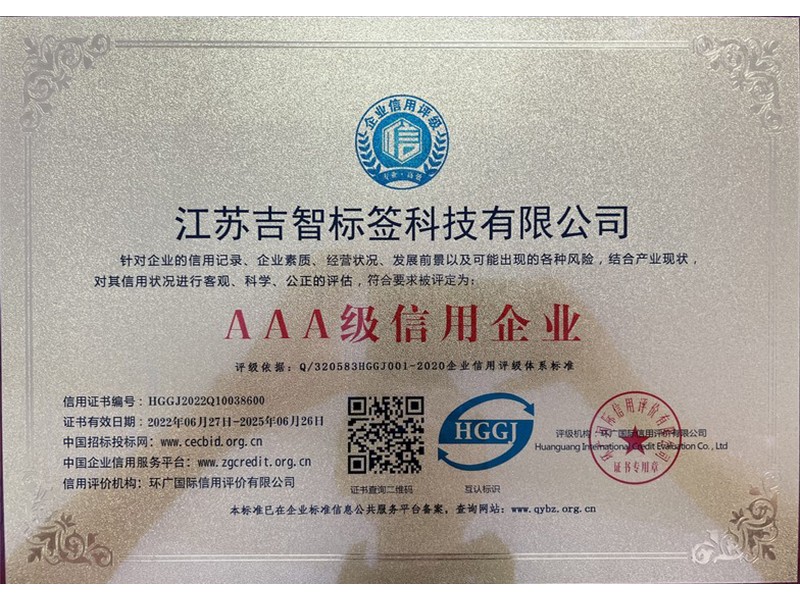 企业信用评级
江苏吉智标签科技有限公司
针对企业的信用记录、企业素质、经营状况、发展前景以及可能出现的各种风险，结合产业现状，
对其信用状况进行客观、科学、公正的评估，符合要求被评定为：
AAA级信用企业
评级依据：Q/320583HGGJ001-2020企业信用评级体系标准
信用证书编号：HGGJ2022Q10038600
证书有效日期：2022年06月27日-2025年06月26日
中国招标投标网：www.cecbid.org.cn
中国企业信用服务平台：www.zgcredit.org.cn
信用评价机构：环广国际信用评价有限公司
证书查询二维码
HGGJ
互认标识
评级机构：环广国际信用评价有限公司
Huanguang International Credit Evaluation Co., Ltd
证书专用章
本标准已在企业标准信息公共服务平台备案，查询网站：www.qybz.org.cn